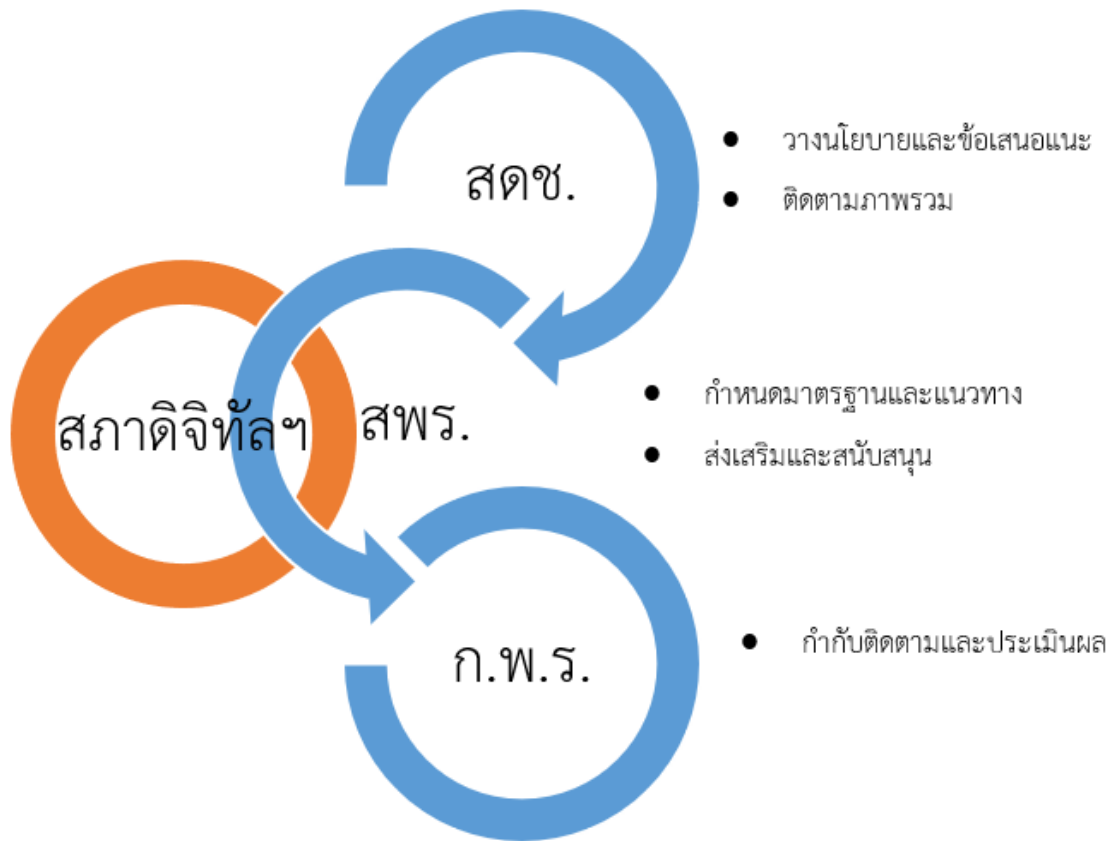 สดช.
● วางนโยบายและข้อเสนอแนะ
● ติดตามภาพรวม
สภาดิจิทัลฯ
สพร.
● กำหนดมาตรฐานและแนวทาง
● ส่งเสริมและสนับสนุน
ก.พ.ร.
● กำกับติดตามและประเมินผล